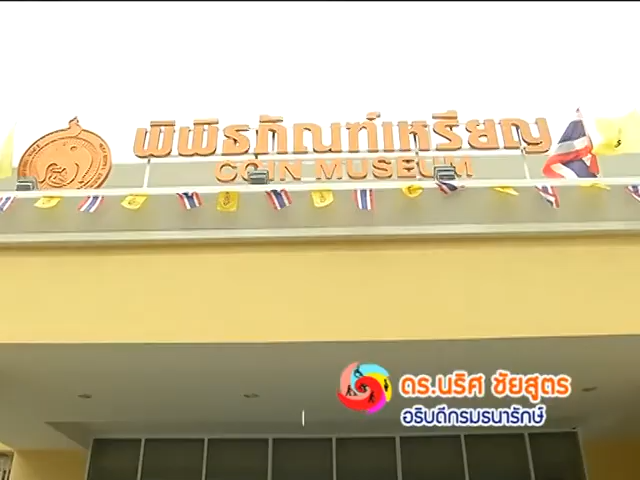 พิพิธภัณฑ์เหรียญ
COIN MUSEUM
ดร.นริศ ชัยสูตร
อธิบดีกรมธนารักษ์